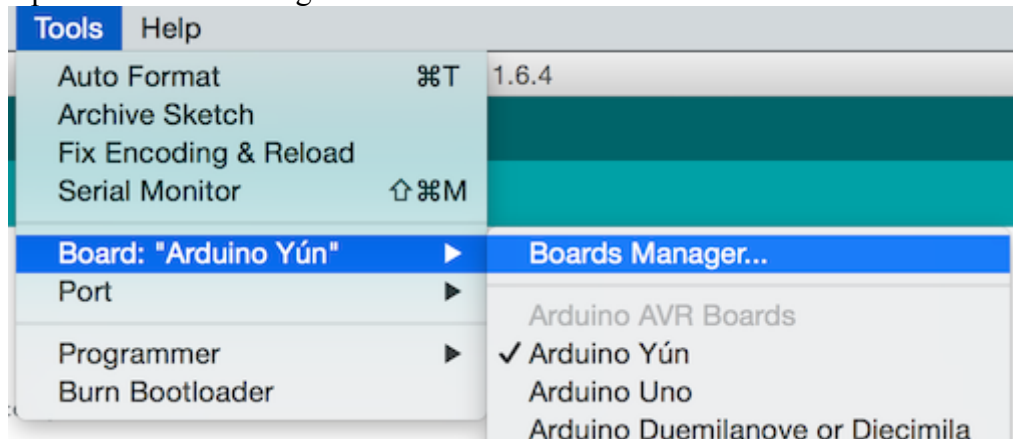 Tools Help
Auto Format ⌘T 1.6.4
Archive Sketch
Fix Encoding & Reload
Serial Monitor ⇧⌘M
Board: "Arduino Yún" ▶ Boards Manager...
Port ▶
Arduino AVR Boards
Programmer ▶ ✓ Arduino Yún
Burn Bootloader Arduino Uno
Arduino Duemilanove or Diecimila